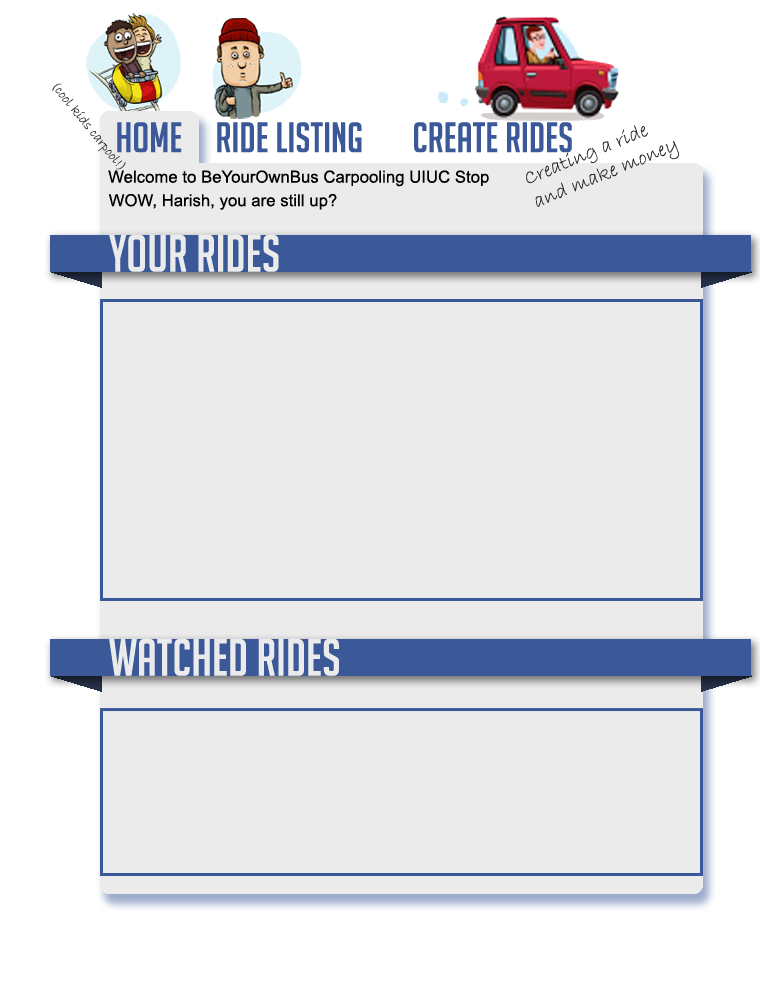 (cool kids carpool!)
HOME
RIDE LISTING
CREATE RIDES
Creating a ride
and make money
Welcome to BeYourOwnBus Carpooling UIUC Stop
WOW, Harish, you are still up?
YOUR RIDES
WATCHED RIDES